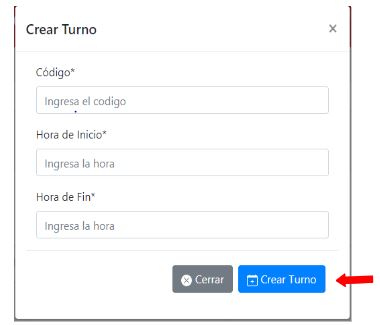 Crear Turno ×
Código*
Ingresa el codigo
Hora de Inicio*
Ingresa la hora
Hora de Fin*
Ingresa la hora
Cerrar Crear Turno